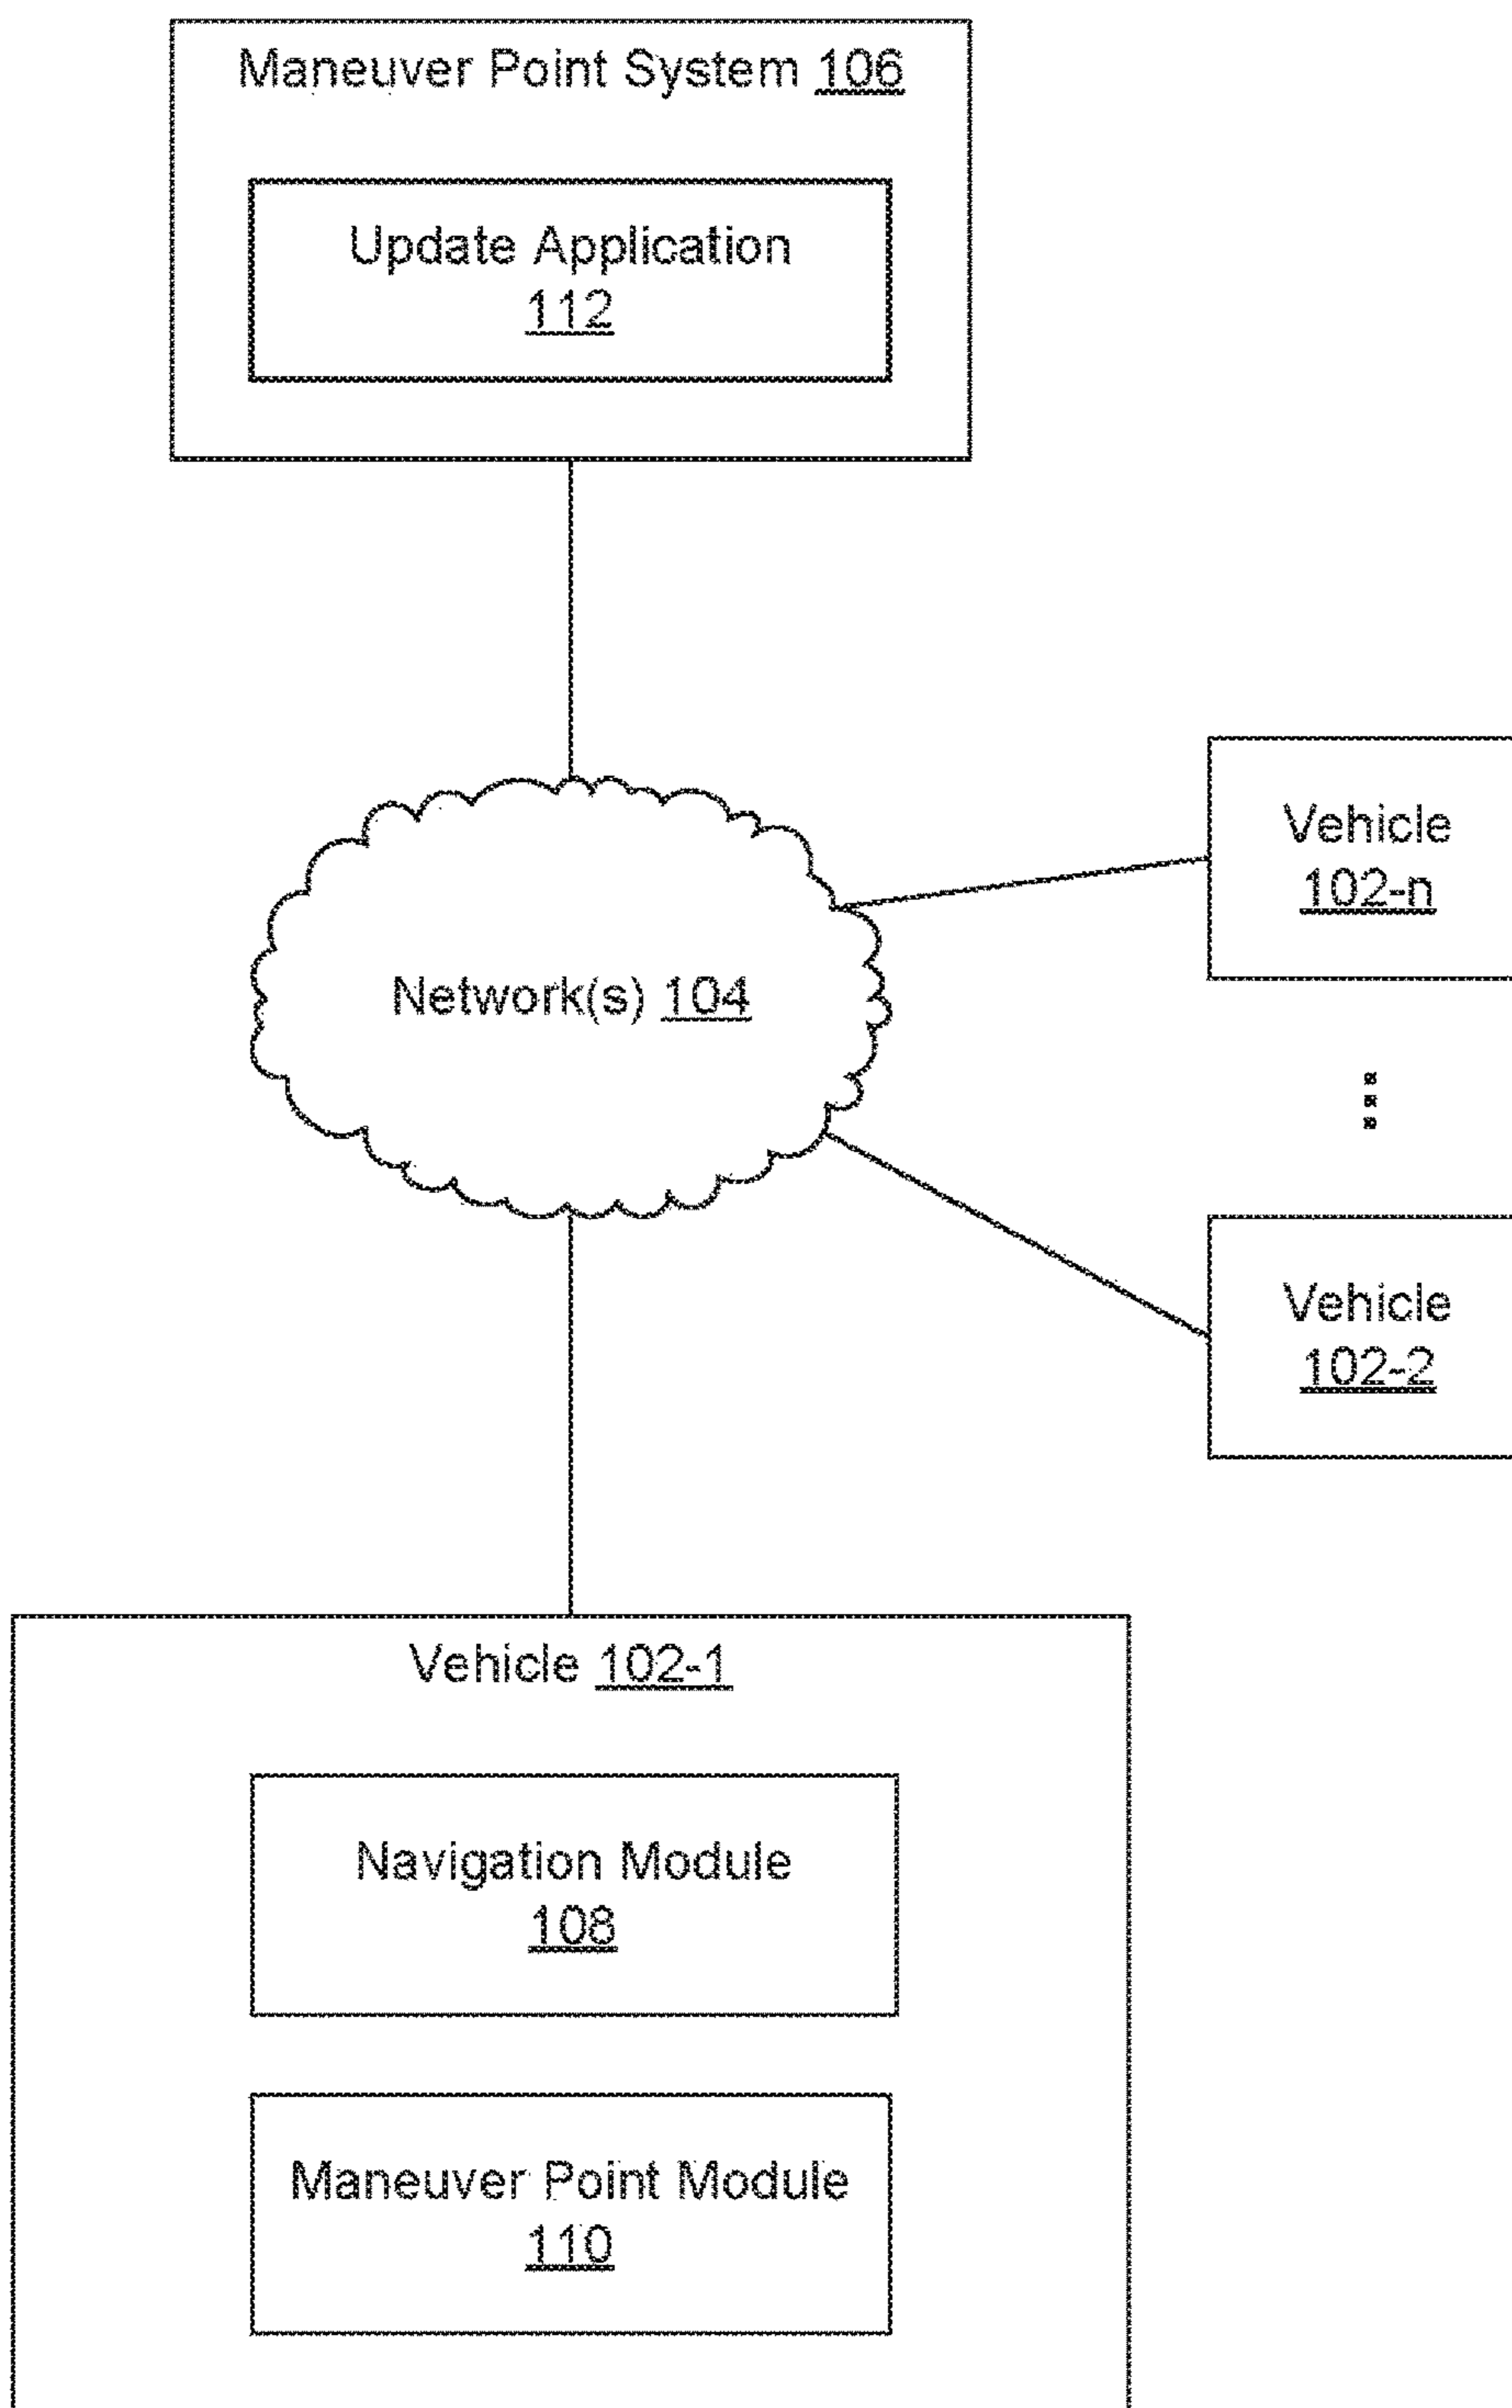 Maneuver Point System 106
Update Application
112
Vehicle
102-n
Network(s) 104
Vehicle
102-2
Vehicle 102-1
Navigation Module
108
Maneuver Point Module
110